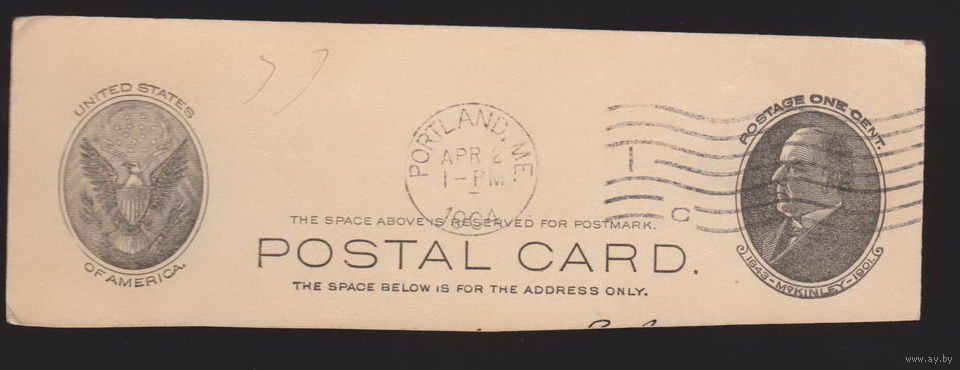 UNITED STATES
OF AMERICA.
PORTLAND, ME.
APR 2
1-PM
1904
1
C
POSTAGE ONE CENT.
1843-McKINLEY-1901.
THE SPACE ABOVE IS RESERVED FOR POSTMARK.
POSTAL CARD.
THE SPACE BELOW IS FOR THE ADDRESS ONLY.
www.ay.by